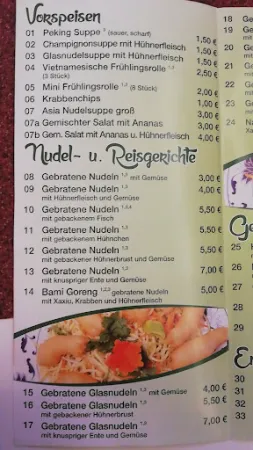 Vorspeisen
01 Peking Suppe ¹ (sauer, scharf) 1,50 €
02 Champignonsuppe mit Hühnerfleisch 1,50 €
03 Glasnudelsuppe mit Hühnerfleisch
04 Vietnamesische Frühlingsrolle 2,50 €
(3 Stück)
05 Mini Frühlingsrolle (6 Stück) 2,00 €
06 Krabbenchips
07 Asia Nudelsuppe groß
07a Gemischter Salat mit Ananas
07b Gem. Salat mit Ananas u. Hühnerfleisch 4,00 €
Nudel- u. Reisgerichte
08 Gebratene Nudeln mit Gemüse 3,00 €
09 Gebratene Nudeln 4,00 €
mit Hühnerfleisch und Gemüse
10 Gebratene Nudeln 5,50 €
mit gebackenem Fisch
11 Gebratene Nudeln 5,50 €
mit gebackenem Hühnchen
12 Gebratene Nudeln 5,50 €
mit gebackener Hühnerbrust und Gemüse
13 Gebratene Nudeln 7,00 €
mit knuspriger Ente und Gemüse
14 Bami Goreng gebratene Nudeln 5,50 €
mit Xaxiu, Krabben und Hühnerfleisch
15 Gebratene Glasnudeln mit Gemüse 4,00 €
16 Gebratene Glasnudeln 5,50 €
mit gebackener Hühnerbrust
17 Gebratene Glasnudeln 7,00 €
mit knuspriger Ente und Gemüse
18
19
20
21
22
23
24
25
26
27
28
29
30
31
32
33